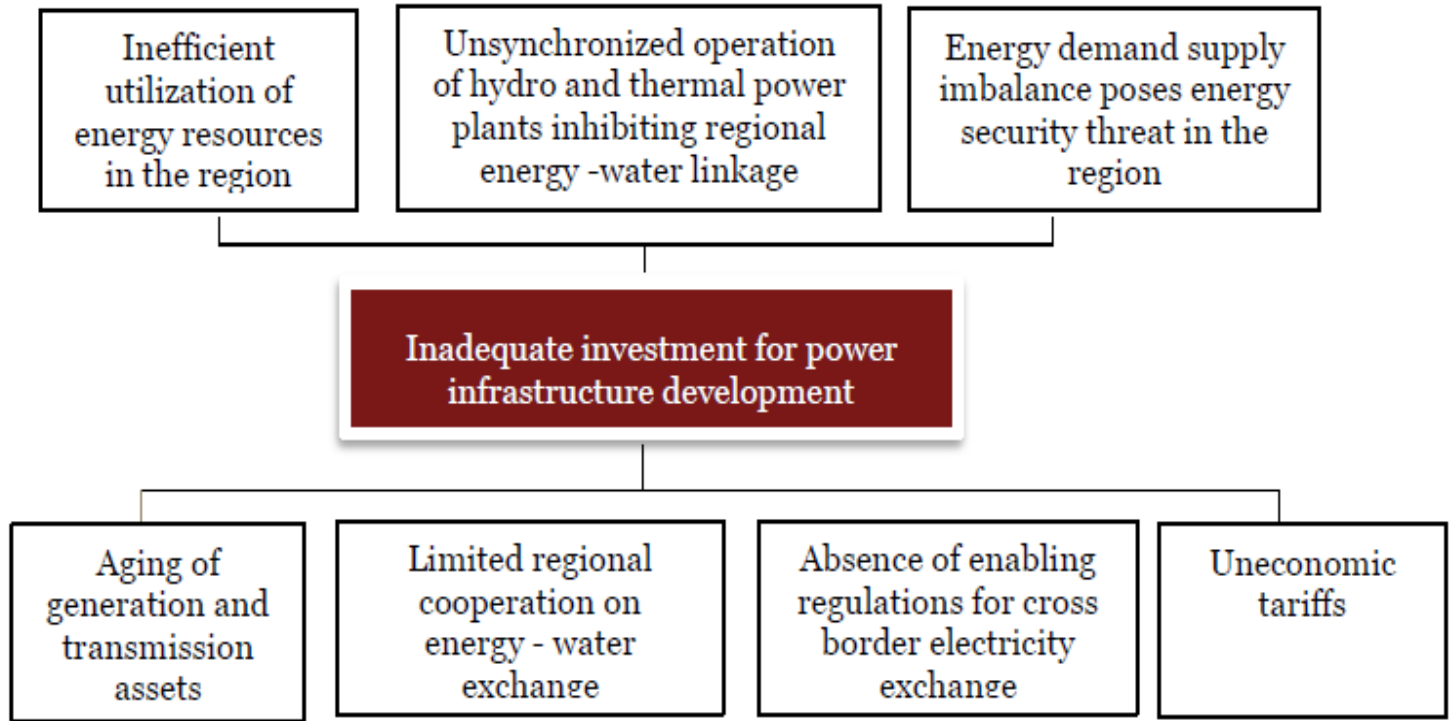 Inefficient
utilization of
energy resources
in the region
Unsynchronized operation
of hydro and thermal power
plants inhibiting regional
energy -water linkage
Energy demand supply
imbalance poses energy
security threat in the
region
Inadequate investment for power
infrastructure development
Aging of
generation and
transmission
assets
Limited regional
cooperation on
energy - water
exchange
Absence of enabling
regulations for cross
border electricity
exchange
Uneconomic
tariffs